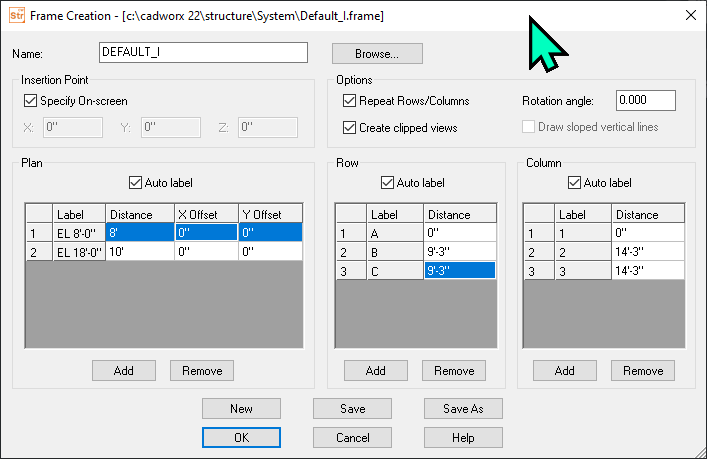 Str Frame Creation - [c:\cadworx 22\structure\System\Default_I.frame]
Name: DEFAULT_I Browse...
Insertion Point
Specify On-screen
X: 0" Y: 0" Z: 0"
Options
Repeat Rows/Columns Rotation angle: 0.000
Create clipped views Draw sloped vertical lines
Plan
Auto label
Label Distance X Offset Y Offset
1 EL 8'-0" 8' 0" 0"
2 EL 18'-0" 10' 0" 0"
Add Remove
Row
Auto label
Label Distance
1 A 0"
2 B 9'-3"
3 C 9'-3"
Add Remove
Column
Auto label
Label Distance
1 1 0"
2 2 14'-3"
3 3 14'-3"
Add Remove
New Save Save As
OK Cancel Help